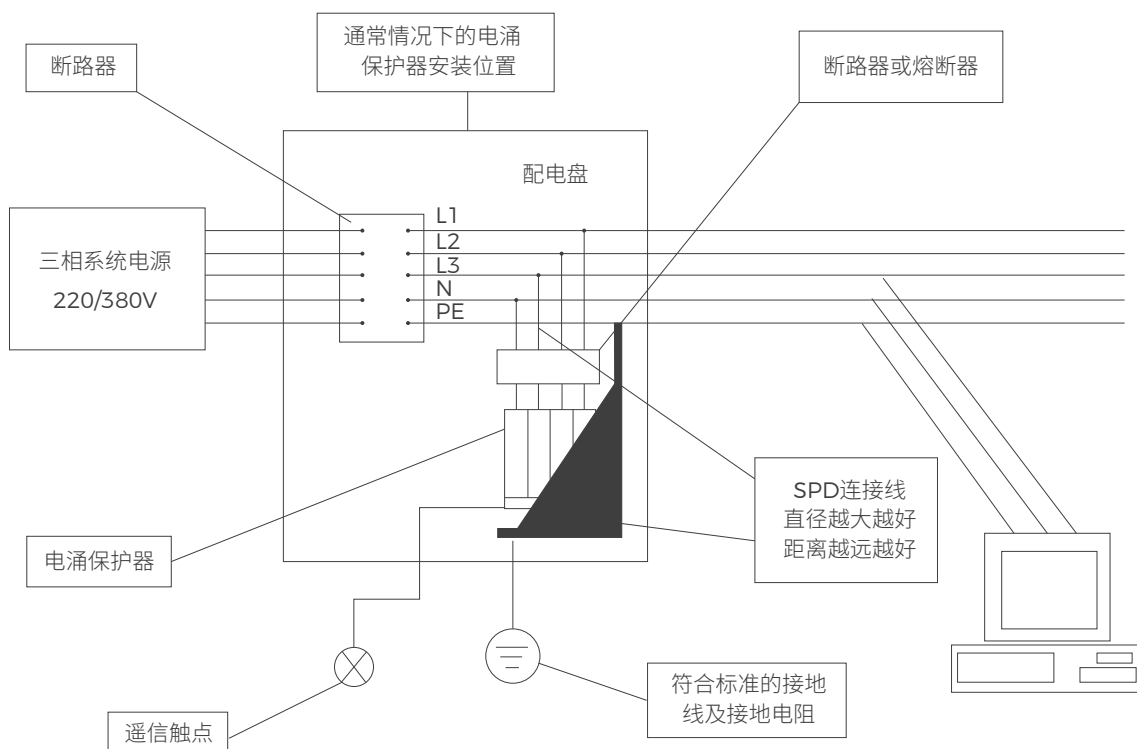 通常情况下的电涌
保护器安装位置
断路器
断路器或熔断器
配电盘
三相系统电源
220/380V
L1
L2
L3
N
PE
SPD连接线
直径越大越好
距离越远越好
电涌保护器
符合标准的接地
线及接地电阻
遥信触点